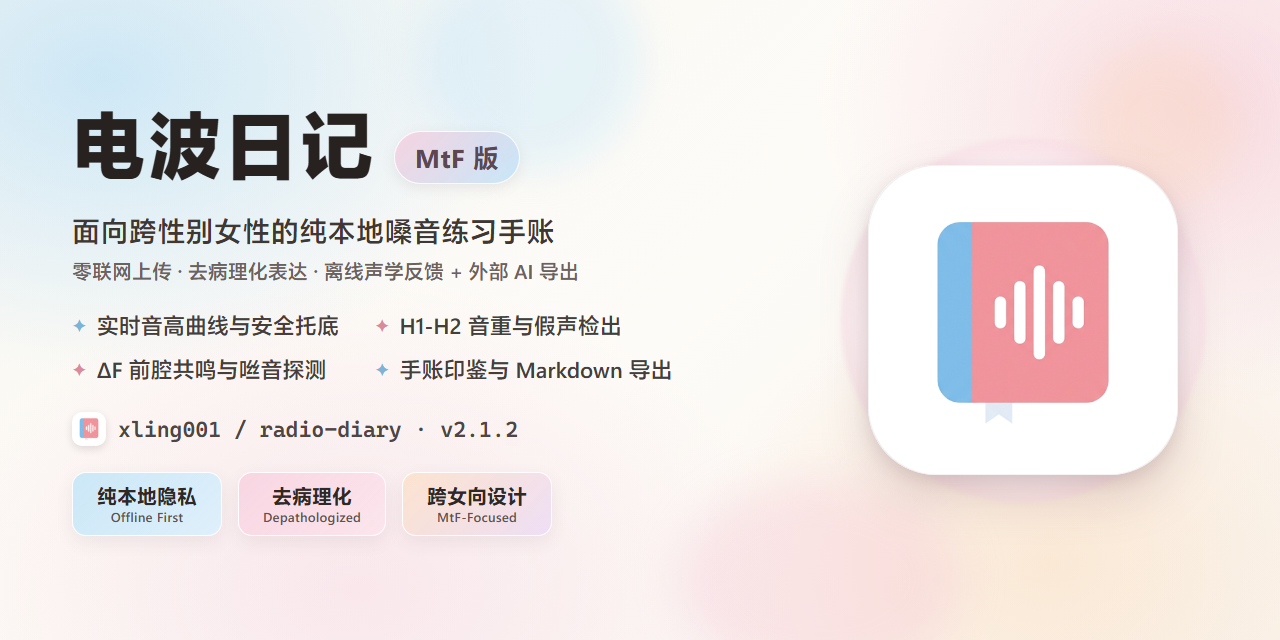 电波日记 MtF 版
面向跨性别女性的纯本地嗓音练习手账
零联网上传 · 去病理化表达 · 离线声学反馈 + 外部 AI 导出
✦ 实时音高曲线与安全托底 ✦ H1-H2 音重与假声检出
✦ ΔF 前腔共鸣与咝音探测 ✦ 手账印鉴与 Markdown 导出
xling001 / radio-diary · v2.1.2
纯本地隐私 去病理化 跨女向设计
Offline First Depathologized MtF-Focused